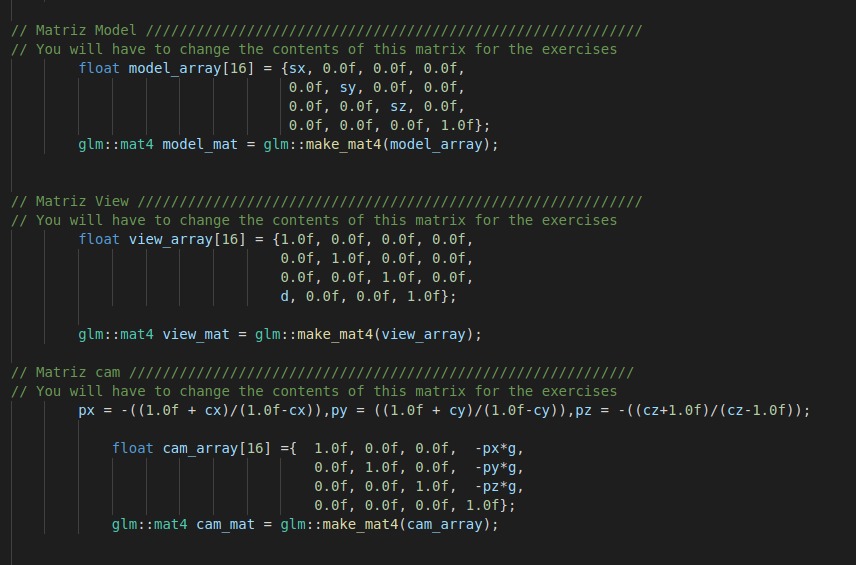 // Matriz Model ///////////////////////////////////////////////////////////
// You will have to change the contents of this matrix for the exercises
float model_array[16] = {sx, 0.0f, 0.0f, 0.0f,
0.0f, sy, 0.0f, 0.0f,
0.0f, 0.0f, sz, 0.0f,
0.0f, 0.0f, 0.0f, 1.0f};
glm::mat4 model_mat = glm::make_mat4(model_array);
// Matriz View ////////////////////////////////////////////////////////////
// You will have to change the contents of this matrix for the exercises
float view_array[16] = {1.0f, 0.0f, 0.0f, 0.0f,
0.0f, 1.0f, 0.0f, 0.0f,
0.0f, 0.0f, 1.0f, 0.0f,
d, 0.0f, 0.0f, 1.0f};
glm::mat4 view_mat = glm::make_mat4(view_array);
// Matriz cam ////////////////////////////////////////////////////////////
// You will have to change the contents of this matrix for the exercises
px = -((1.0f + cx)/(1.0f-cx)),py = ((1.0f + cy)/(1.0f-cy)),pz = -((cz+1.0f)/(cz-1.0f));
float cam_array[16] ={  1.0f, 0.0f, 0.0f,  -px*g,
0.0f, 1.0f, 0.0f,  -py*g,
0.0f, 0.0f, 1.0f,  -pz*g,
0.0f, 0.0f, 0.0f, 1.0f};
glm::mat4 cam_mat = glm::make_mat4(cam_array);